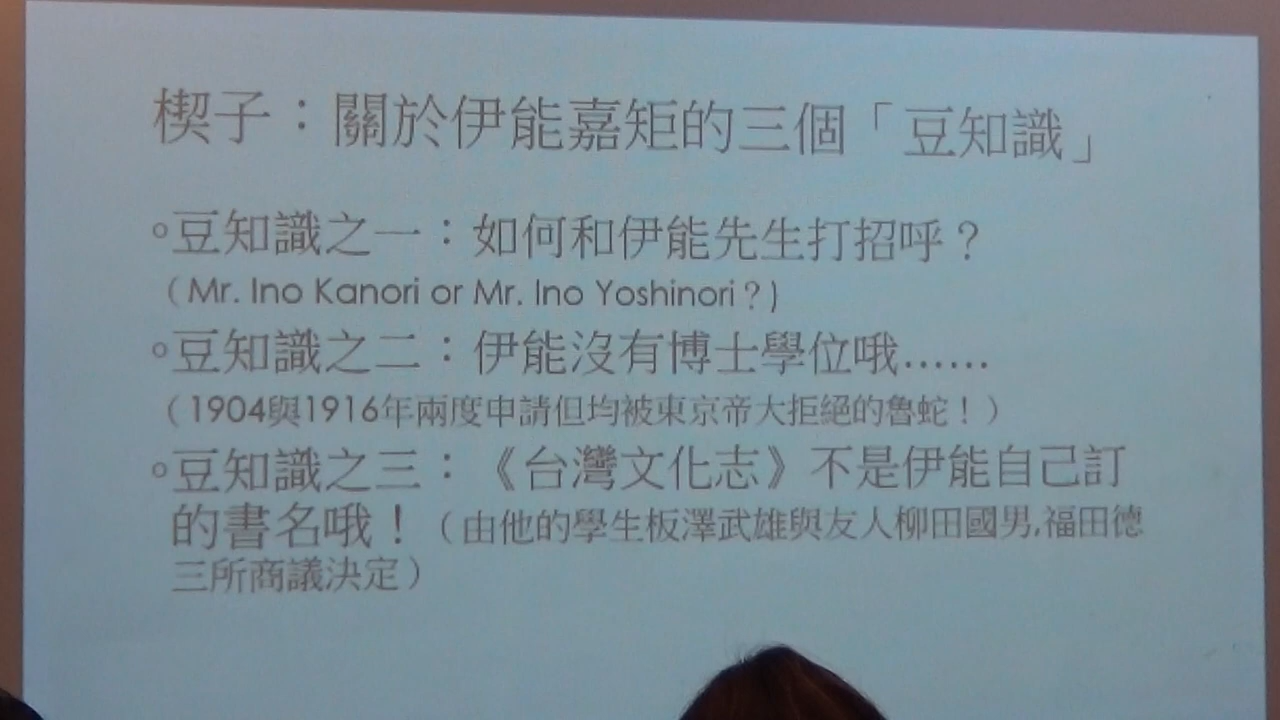 楔子：關於伊能嘉矩的三個「豆知識」
◦豆知識之一：如何和伊能先生打招呼？
（Mr. Ino Kanori or Mr. Ino Yoshinori？)
◦豆知識之二：伊能沒有博士學位哦……
（1904與1916年兩度申請但均被東京帝大拒絕的魯蛇！）
◦豆知識之三：《台灣文化志》不是伊能自己訂
的書名哦！（由他的學生板澤武雄與友人柳田國男,福田德
三所商議決定）